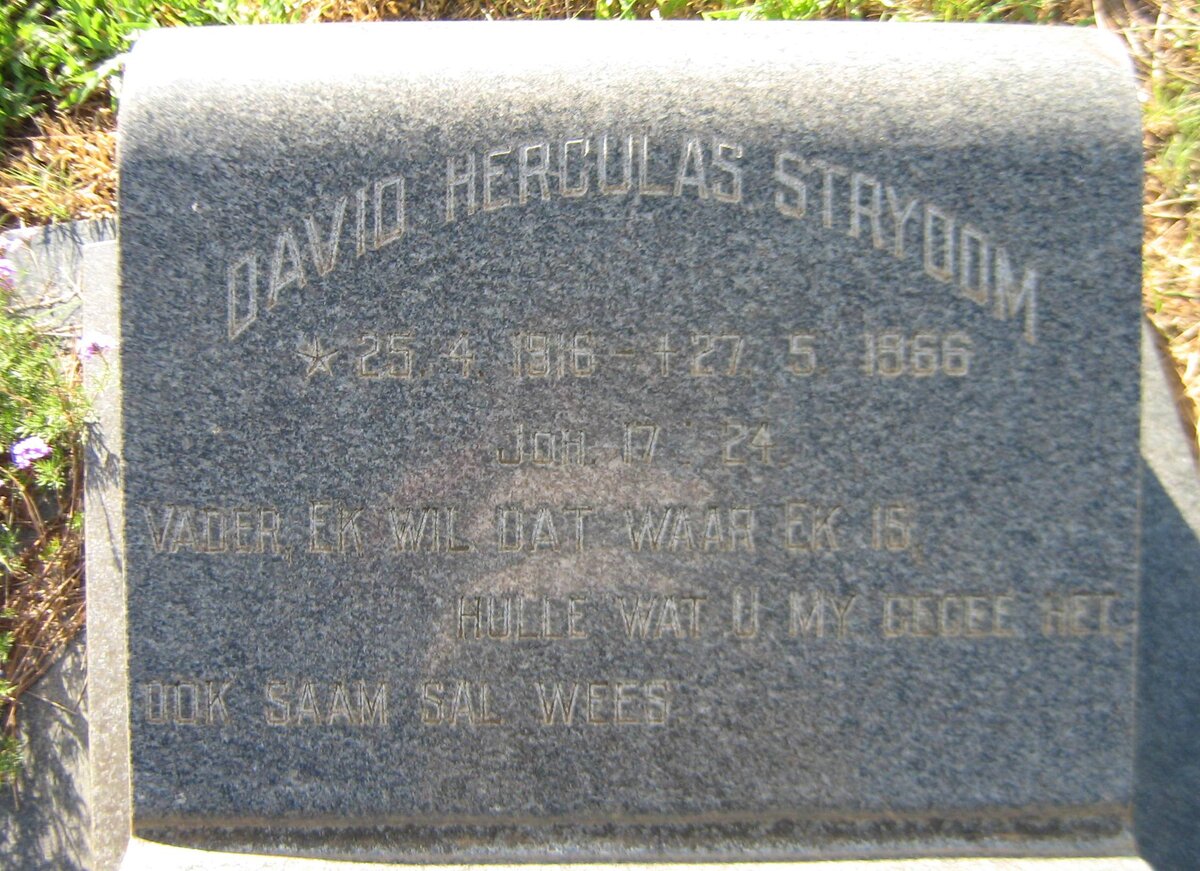 DAVID HERCULAS STRYDOM
* 25. 4. 1916 - † 27. 5. 1966
JOH. 17 : 24.
VADER, EK WIL DAT WAAR EK IS,
HULLE WAT U MY GEGEE HET,
OOK SAAM SAL WEES